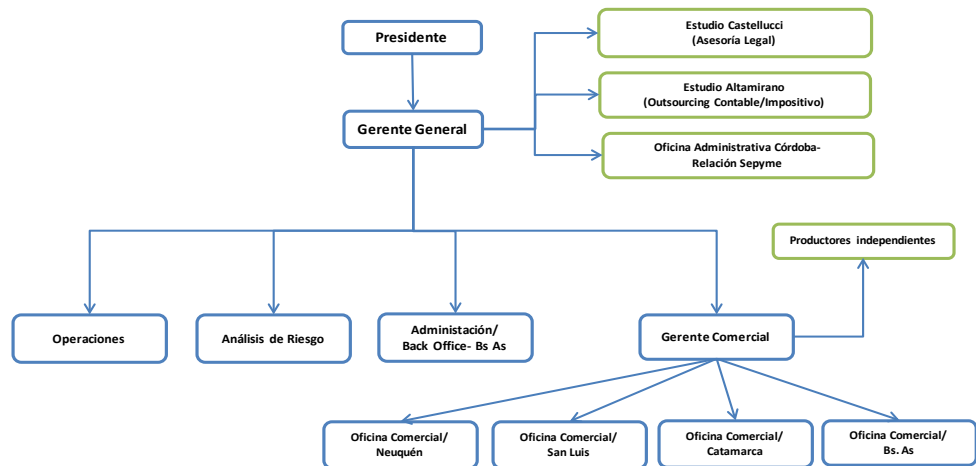 Presidente
Estudio Castellucci
(Asesoría Legal)
Estudio Altamirano
(Outsourcing Contable/Impositivo)
Gerente General
Oficina Administrativa Córdoba-
Relación Sepyme
Productores independientes
Operaciones
Análisis de Riesgo
Administación/
Back Office- Bs As
Gerente Comercial
Oficina Comercial/
Neuquén
Oficina Comercial/
San Luis
Oficina Comercial/
Catamarca
Oficina Comercial/
Bs. As